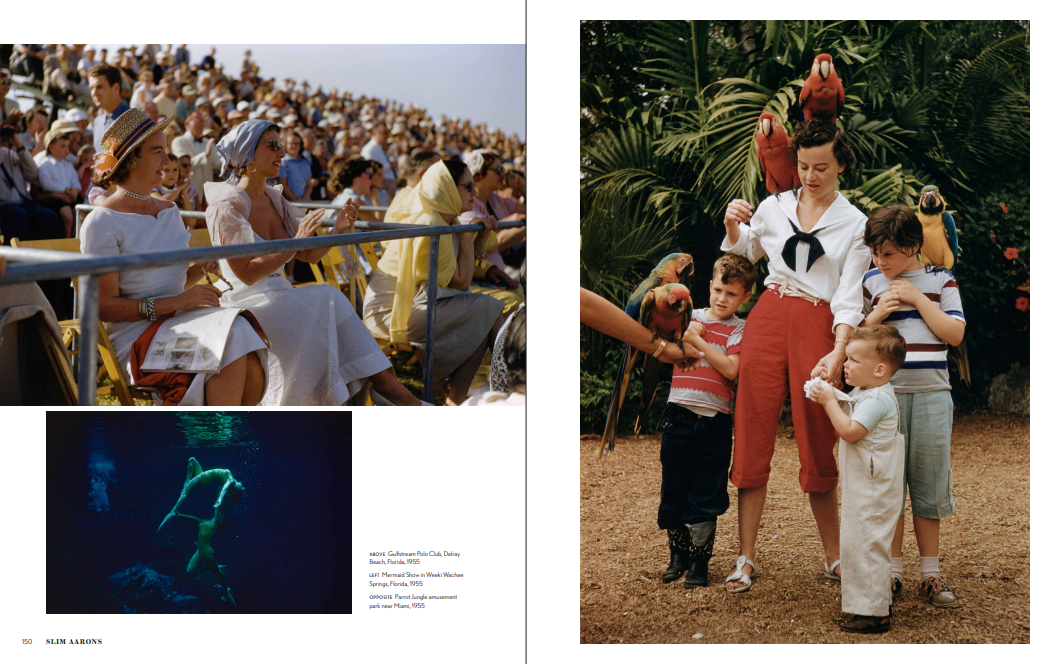 ABOVE Gulfstream Polo Club, Delray
Beach, Florida, 1955
LEFT Mermaid Show in Weeki Wachee
Springs, Florida, 1955
OPPOSITE Parrot Jungle amusement
park near Miami, 1955
150 SLIM AARONS